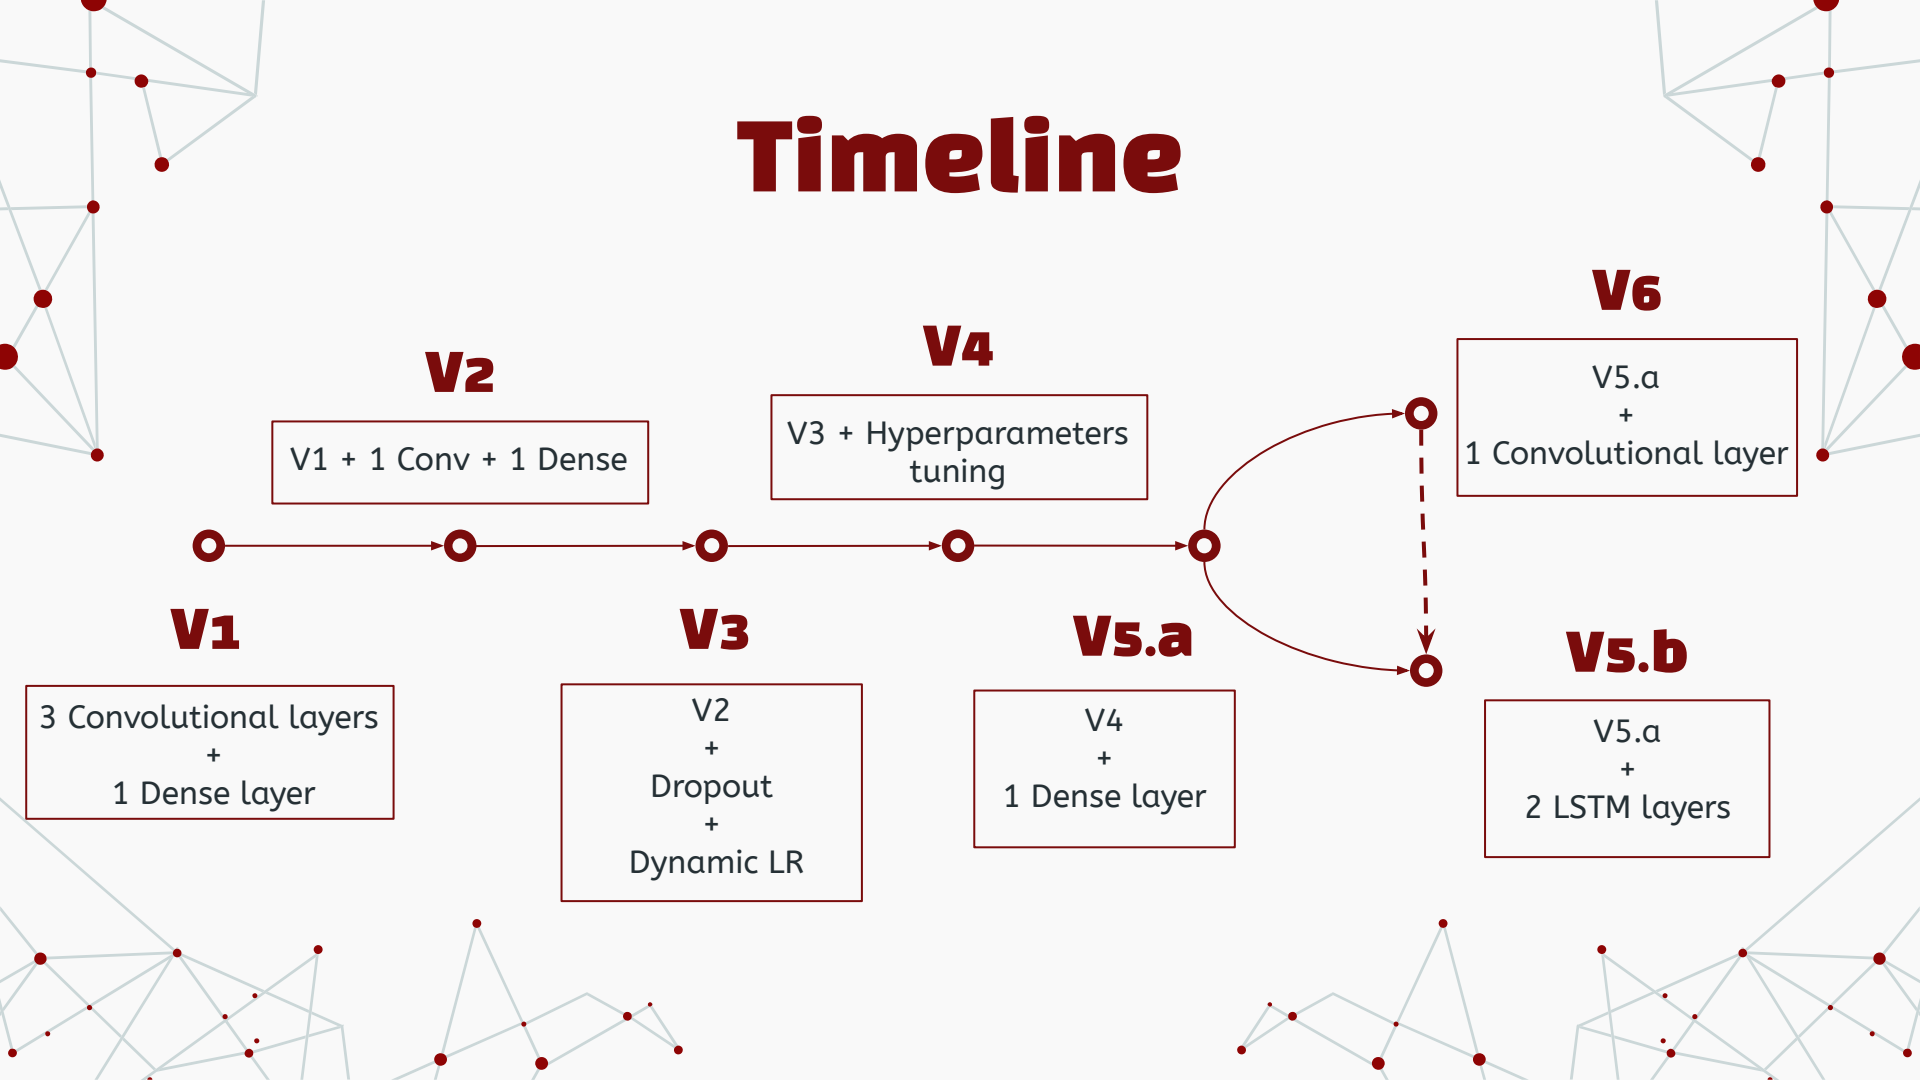 Timeline
V1
3 Convolutional layers
+
1 Dense layer
V2
V1 + 1 Conv + 1 Dense
V3
V2
+
Dropout
+
Dynamic LR
V4
V3 + Hyperparameters
tuning
V5.a
V4
+
1 Dense layer
V6
V5.a
+
1 Convolutional layer
V5.b
V5.a
+
2 LSTM layers